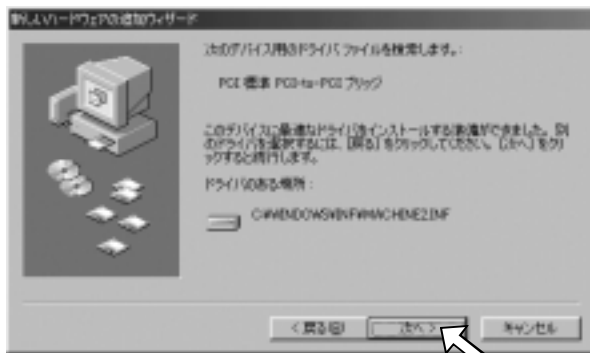 新しいハードウェアの追加ウィザード
次のデバイス用のドライバ ファイルを検索します。:
PCI 標準 PCI-to-PCI ブリッジ
このデバイスに最適なドライバをインストールする準備ができました。別
のドライバを選択するには、[戻る] をクリックしてください。[次へ] をクリ
ックすると続行します。
ドライバのある場所 :
C:¥WINDOWS¥INF¥MACHINE2.INF
< 戻る(B)
次へ >
キャンセル